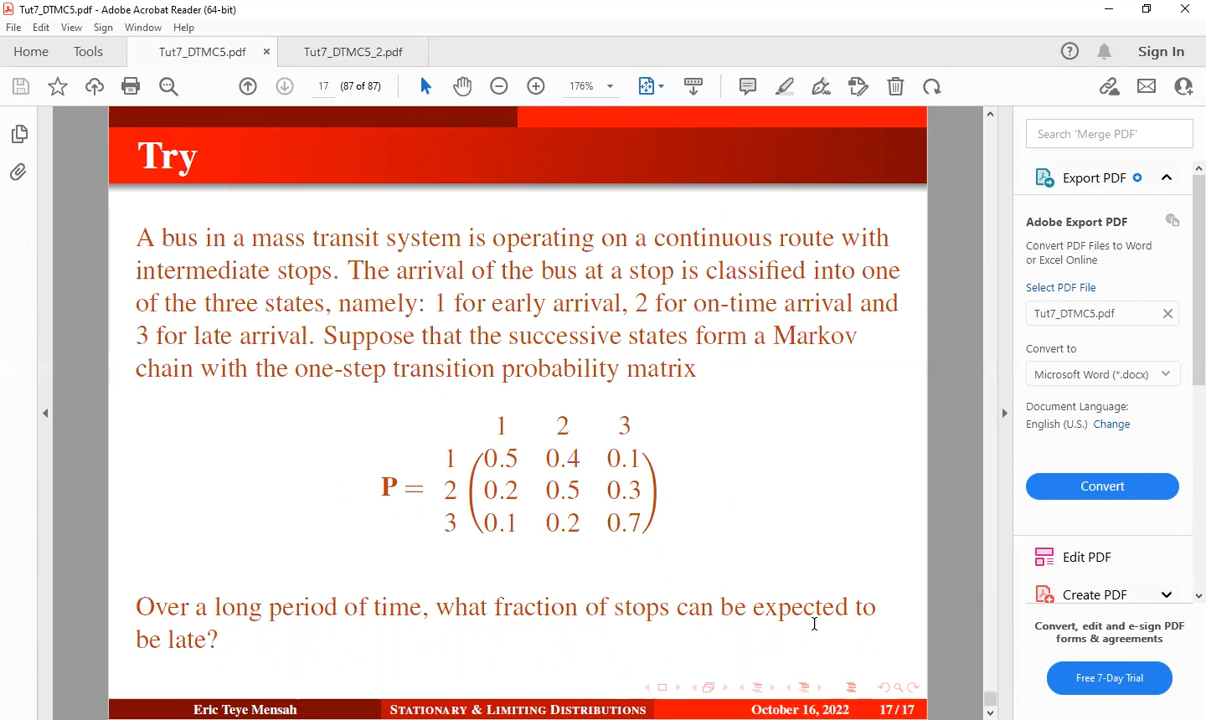 Tut7_DTMC5.pdf - Adobe Acrobat Reader (64-bit)
File Edit View Sign Window Help
Home Tools Tut7_DTMC5.pdf × Tut7_DTMC5_2.pdf Sign In
17 (87 of 87) 176%
Try
A bus in a mass transit system is operating on a continuous route with
intermediate stops. The arrival of the bus at a stop is classified into one
of the three states, namely: 1 for early arrival, 2 for on-time arrival and
3 for late arrival. Suppose that the successive states form a Markov
chain with the one-step transition probability matrix
1 2 3
1 0.5 0.4 0.1
P = 2 0.2 0.5 0.3
3 0.1 0.2 0.7
Over a long period of time, what fraction of stops can be expected to
be late?
Eric Teye Mensah STATIONARY & LIMITING DISTRIBUTIONS October 16, 2022 17 / 17
Search 'Merge PDF'
Export PDF
Adobe Export PDF
Convert PDF Files to Word
or Excel Online
Select PDF File
Tut7_DTMC5.pdf ×
Convert to
Microsoft Word (*.docx)
Document Language:
English (U.S.) Change
Convert
Edit PDF
Create PDF
Convert, edit and e-sign PDF
forms & agreements
Free 7-Day Trial